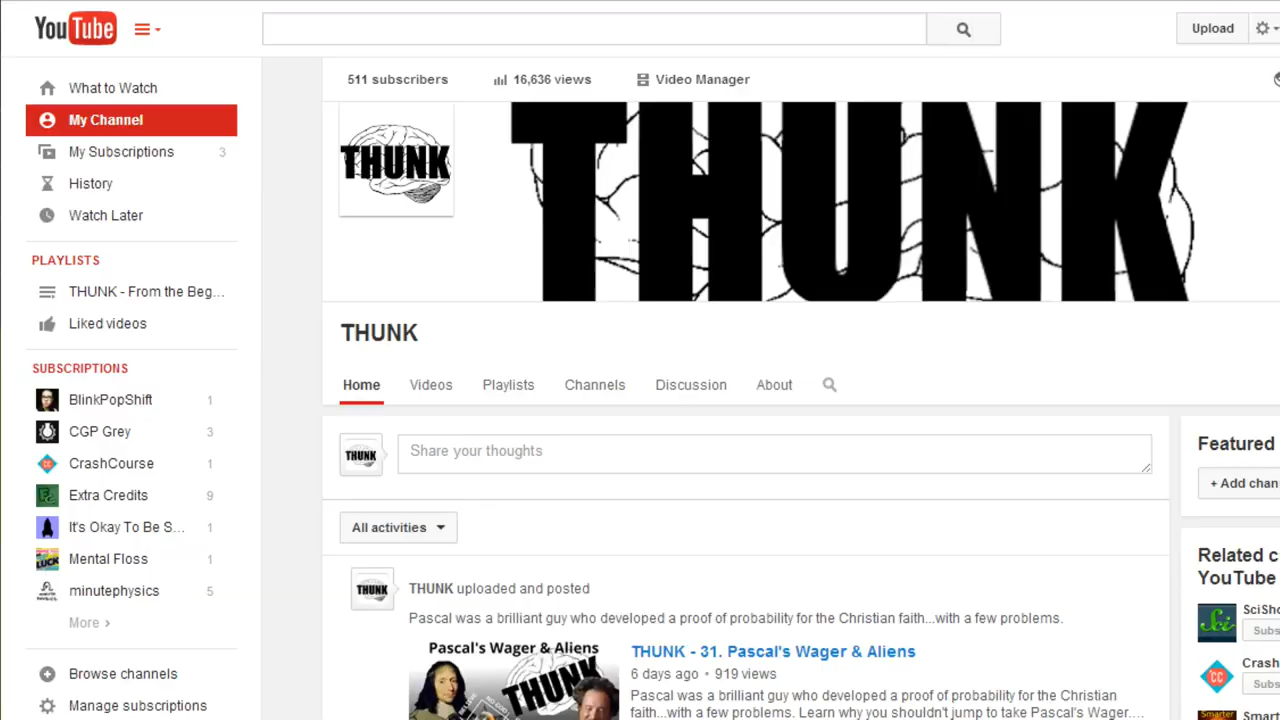 YouTube
Upload
511 subscribers
16,636 views
Video Manager
What to Watch
My Channel
My Subscriptions 3
History
Watch Later
PLAYLISTS
THUNK - From the Beg...
Liked videos
SUBSCRIPTIONS
BlinkPopShift 1
CGP Grey 3
CrashCourse 1
Extra Credits 9
It's Okay To Be S... 1
Mental Floss 1
minutephysics 5
More
Browse channels
Manage subscriptions
THUNK
THUNK
THUNK
Home Videos Playlists Channels Discussion About
THUNK
Share your thoughts
All activities
THUNK
THUNK uploaded and posted
Pascal was a brilliant guy who developed a proof of probability for the Christian faith...with a few problems.
Pascal's Wager & Aliens
THUNK
THUNK - 31. Pascal's Wager & Aliens
6 days ago • 919 views
Pascal was a brilliant guy who developed a proof of probability for the Christian
faith...with a few problems. Learn why you shouldn't jump to take Pascal's Wager....
Featured
+ Add chan
Related c
YouTube
Sci
SciSho
Subs
CC
Crash
Subs
Smarter
Smart